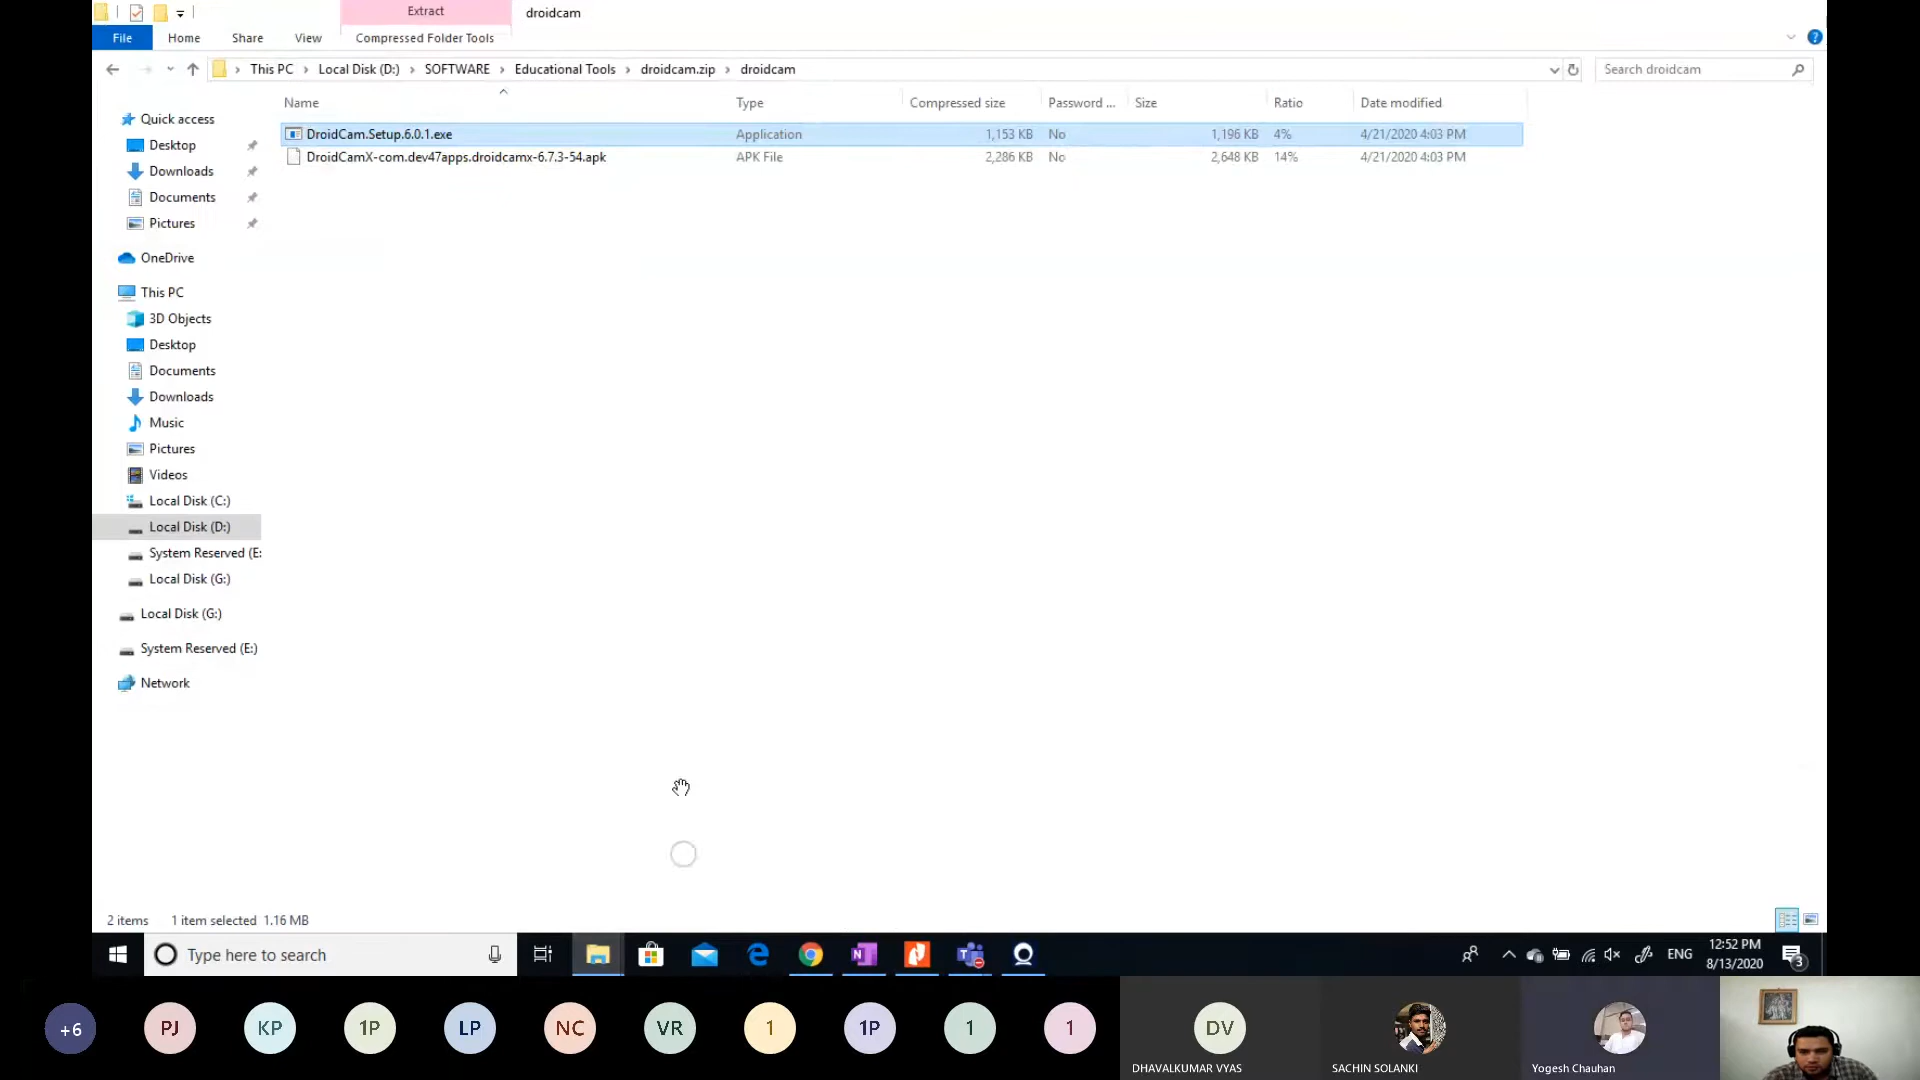 Extract
droidcam
File
Home
Share
View
Compressed Folder Tools
This PC
Local Disk (D:)
SOFTWARE
Educational Tools
droidcam.zip
droidcam
Search droidcam
Name
Type
Compressed size
Password ...
Size
Ratio
Date modified
DroidCam.Setup.6.0.1.exe
Application
1,153 KB
No
1,196 KB
4%
4/21/2020 4:03 PM
DroidCamX-com.dev47apps.droidcamx-6.7.3-54.apk
APK File
2,286 KB
No
2,648 KB
14%
4/21/2020 4:03 PM
Quick access
Desktop
Downloads
Documents
Pictures
OneDrive
This PC
3D Objects
Desktop
Documents
Downloads
Music
Pictures
Videos
Local Disk (C:)
Local Disk (D:)
System Reserved (E:
Local Disk (G:)
Local Disk (G:)
System Reserved (E:)
Network
2 items
1 item selected 1.16 MB
Type here to search
ENG
12:52 PM
8/13/2020
3
+6
PJ
KP
1P
LP
NC
VR
1
1P
1
1
DV
DHAVALKUMAR VYAS
SACHIN SOLANKI
Yogesh Chauhan